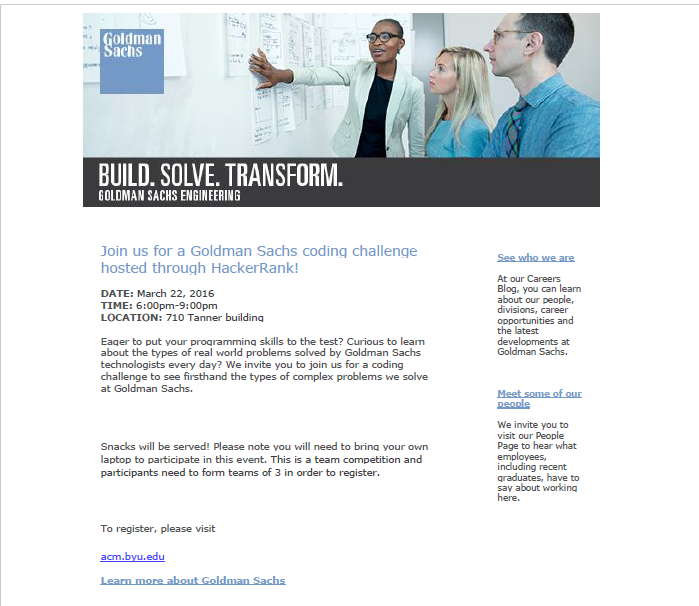 Goldman
Sachs
BUILD. SOLVE. TRANSFORM.
GOLDMAN SACHS ENGINEERING
Join us for a Goldman Sachs coding challenge
hosted through HackerRank!
DATE: March 22, 2016
TIME: 6:00pm-9:00pm
LOCATION: 710 Tanner building
Eager to put your programming skills to the test? Curious to learn
about the types of real world problems solved by Goldman Sachs
technologists every day? We invite you to join us for a coding
challenge to see firsthand the types of complex problems we solve
at Goldman Sachs.
Snacks will be served! Please note you will need to bring your own
laptop to participate in this event. This is a team competition and
participants need to form teams of 3 in order to register.
To register, please visit
acm.byu.edu
Learn more about Goldman Sachs
See who we are
At our Careers
Blog, you can learn
about our people,
divisions, career
opportunities and
the latest
developments at
Goldman Sachs.
Meet some of our
people
We invite you to
visit our People
Page to hear what
employees,
including recent
graduates, have to
say about working
here.